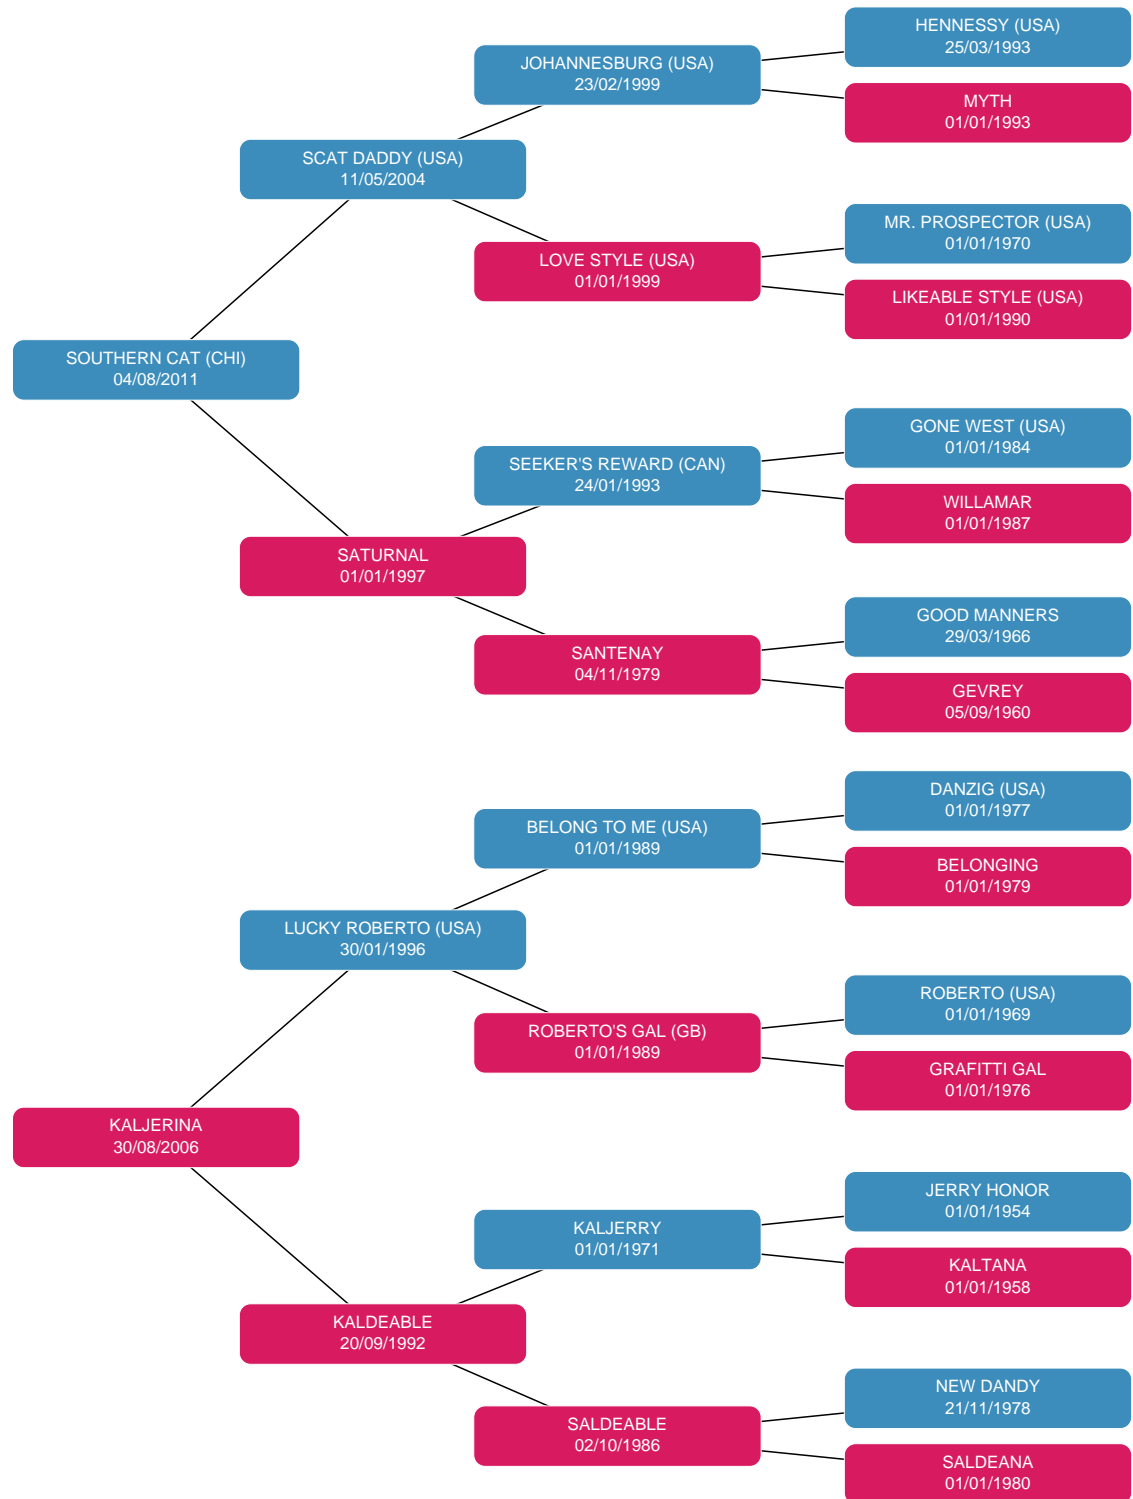 HENNESSY (USA)
25/03/1993
JOHANNESBURG (USA)
23/02/1999
MYTH
01/01/1993
SCAT DADDY (USA)
11/05/2004
MR. PROSPECTOR (USA)
01/01/1970
LOVE STYLE (USA)
01/01/1999
LIKEABLE STYLE (USA)
01/01/1990
SOUTHERN CAT (CHI)
04/08/2011
GONE WEST (USA)
01/01/1984
SEEKER'S REWARD (CAN)
24/01/1993
WILLAMAR
01/01/1987
SATURNAL
01/01/1997
GOOD MANNERS
29/03/1966
SANTENAY
04/11/1979
GEVREY
05/09/1960
DANZIG (USA)
01/01/1977
BELONG TO ME (USA)
01/01/1989
BELONGING
01/01/1979
LUCKY ROBERTO (USA)
30/01/1996
ROBERTO (USA)
01/01/1969
ROBERTO'S GAL (GB)
01/01/1989
GRAFITTI GAL
01/01/1976
KALJERINA
30/08/2006
JERRY HONOR
01/01/1954
KALJERRY
01/01/1971
KALTANA
01/01/1958
KALDEABLE
20/09/1992
NEW DANDY
21/11/1978
SALDEABLE
02/10/1986
SALDEANA
01/01/1980